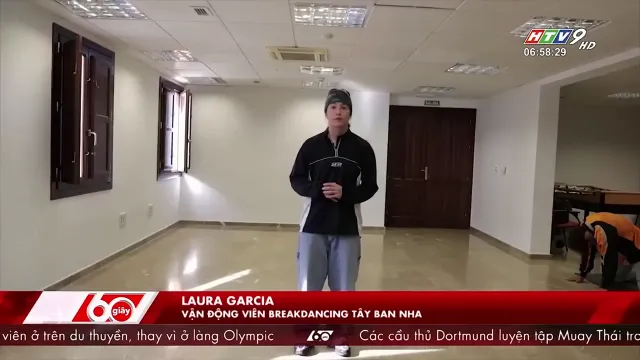 HTV9 HD
06:58:29
LAURA GARCIA
VẬN ĐỘNG VIÊN BREAKDANCING TÂY BAN NHA
60 giây
viên ở trên du thuyền, thay vì ở làng Olympic
60
Các cầu thủ Dortmund luyện tập Muay Thái tr